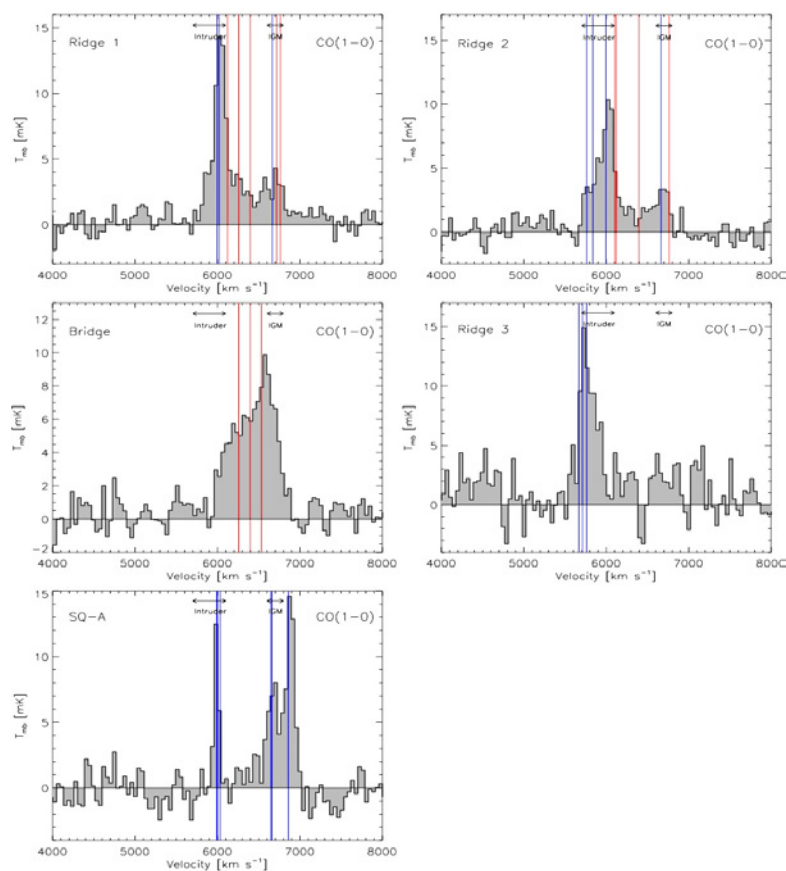 Ridge 1
Intruder
IGM
CO(1-0)
15
10
5
0
T_mb [mK]
4000 5000 6000 7000 8000
Velocity [km s⁻¹]
Ridge 2
Intruder
IGM
CO(1-0)
15
10
5
0
T_mb [mK]
4000 5000 6000 7000 800
Velocity [km s⁻¹]
Bridge
Intruder
IGM
CO(1-0)
12
10
8
6
4
2
0
-2
T_mb [mK]
4000 5000 6000 7000 8000
Velocity [km s⁻¹]
Ridge 3
Intruder
IGM
CO(1-0)
15
10
5
0
T_mb [mK]
4000 5000 6000 7000 800
Velocity [km s⁻¹]
SQ-A
Intruder
IGM
CO(1-0)
15
10
5
0
T_mb [mK]
4000 5000 6000 7000 8000
Velocity [km s⁻¹]